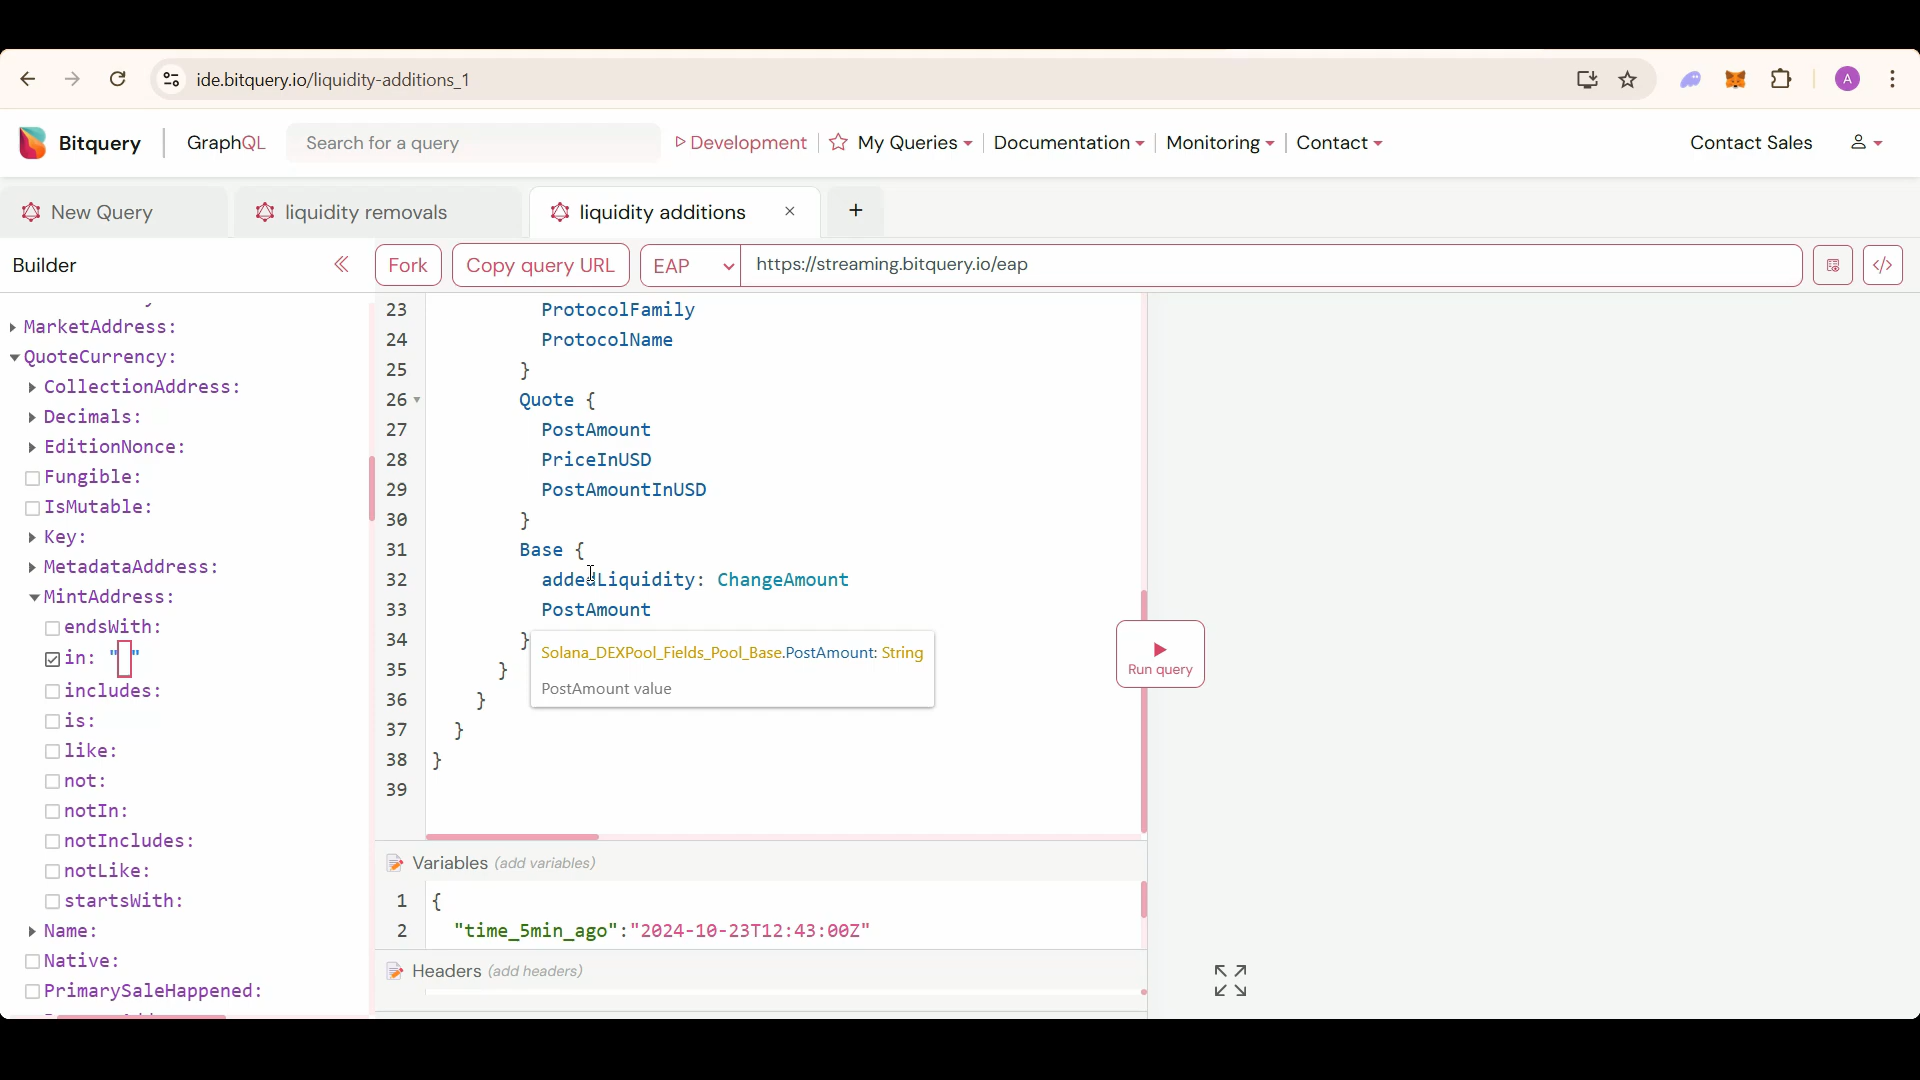 ide.bitquery.io/liquidity-additions_1
A
Bitquery
GraphQL
Search for a query
Development
My Queries
Documentation
Monitoring
Contact
Contact Sales
New Query
liquidity removals
liquidity additions
×
+
Builder
Fork
Copy query URL
EAP
https://streaming.bitquery.io/eap
MarketAddress:
QuoteCurrency:
CollectionAddress:
Decimals:
EditionNonce:
Fungible:
IsMutable:
Key:
MetadataAddress:
MintAddress:
endsWith:
in: " "
includes:
is:
like:
not:
notIn:
notIncludes:
notLike:
startsWith:
Name:
Native:
PrimarySaleHappened:
23 ProtocolFamily
24 ProtocolName
25 }
26 Quote {
27 PostAmount
28 PriceInUSD
29 PostAmountInUSD
30 }
31 Base {
32 addedLiquidity: ChangeAmount
33 PostAmount
34 }
35 }
36 }
37 }
38 }
39
Solana_DEXPool_Fields_Pool_Base.PostAmount: String
PostAmount value
Run query
Variables (add variables)
1 {
2 "time_5min_ago":"2024-10-23T12:43:00Z"
Headers (add headers)